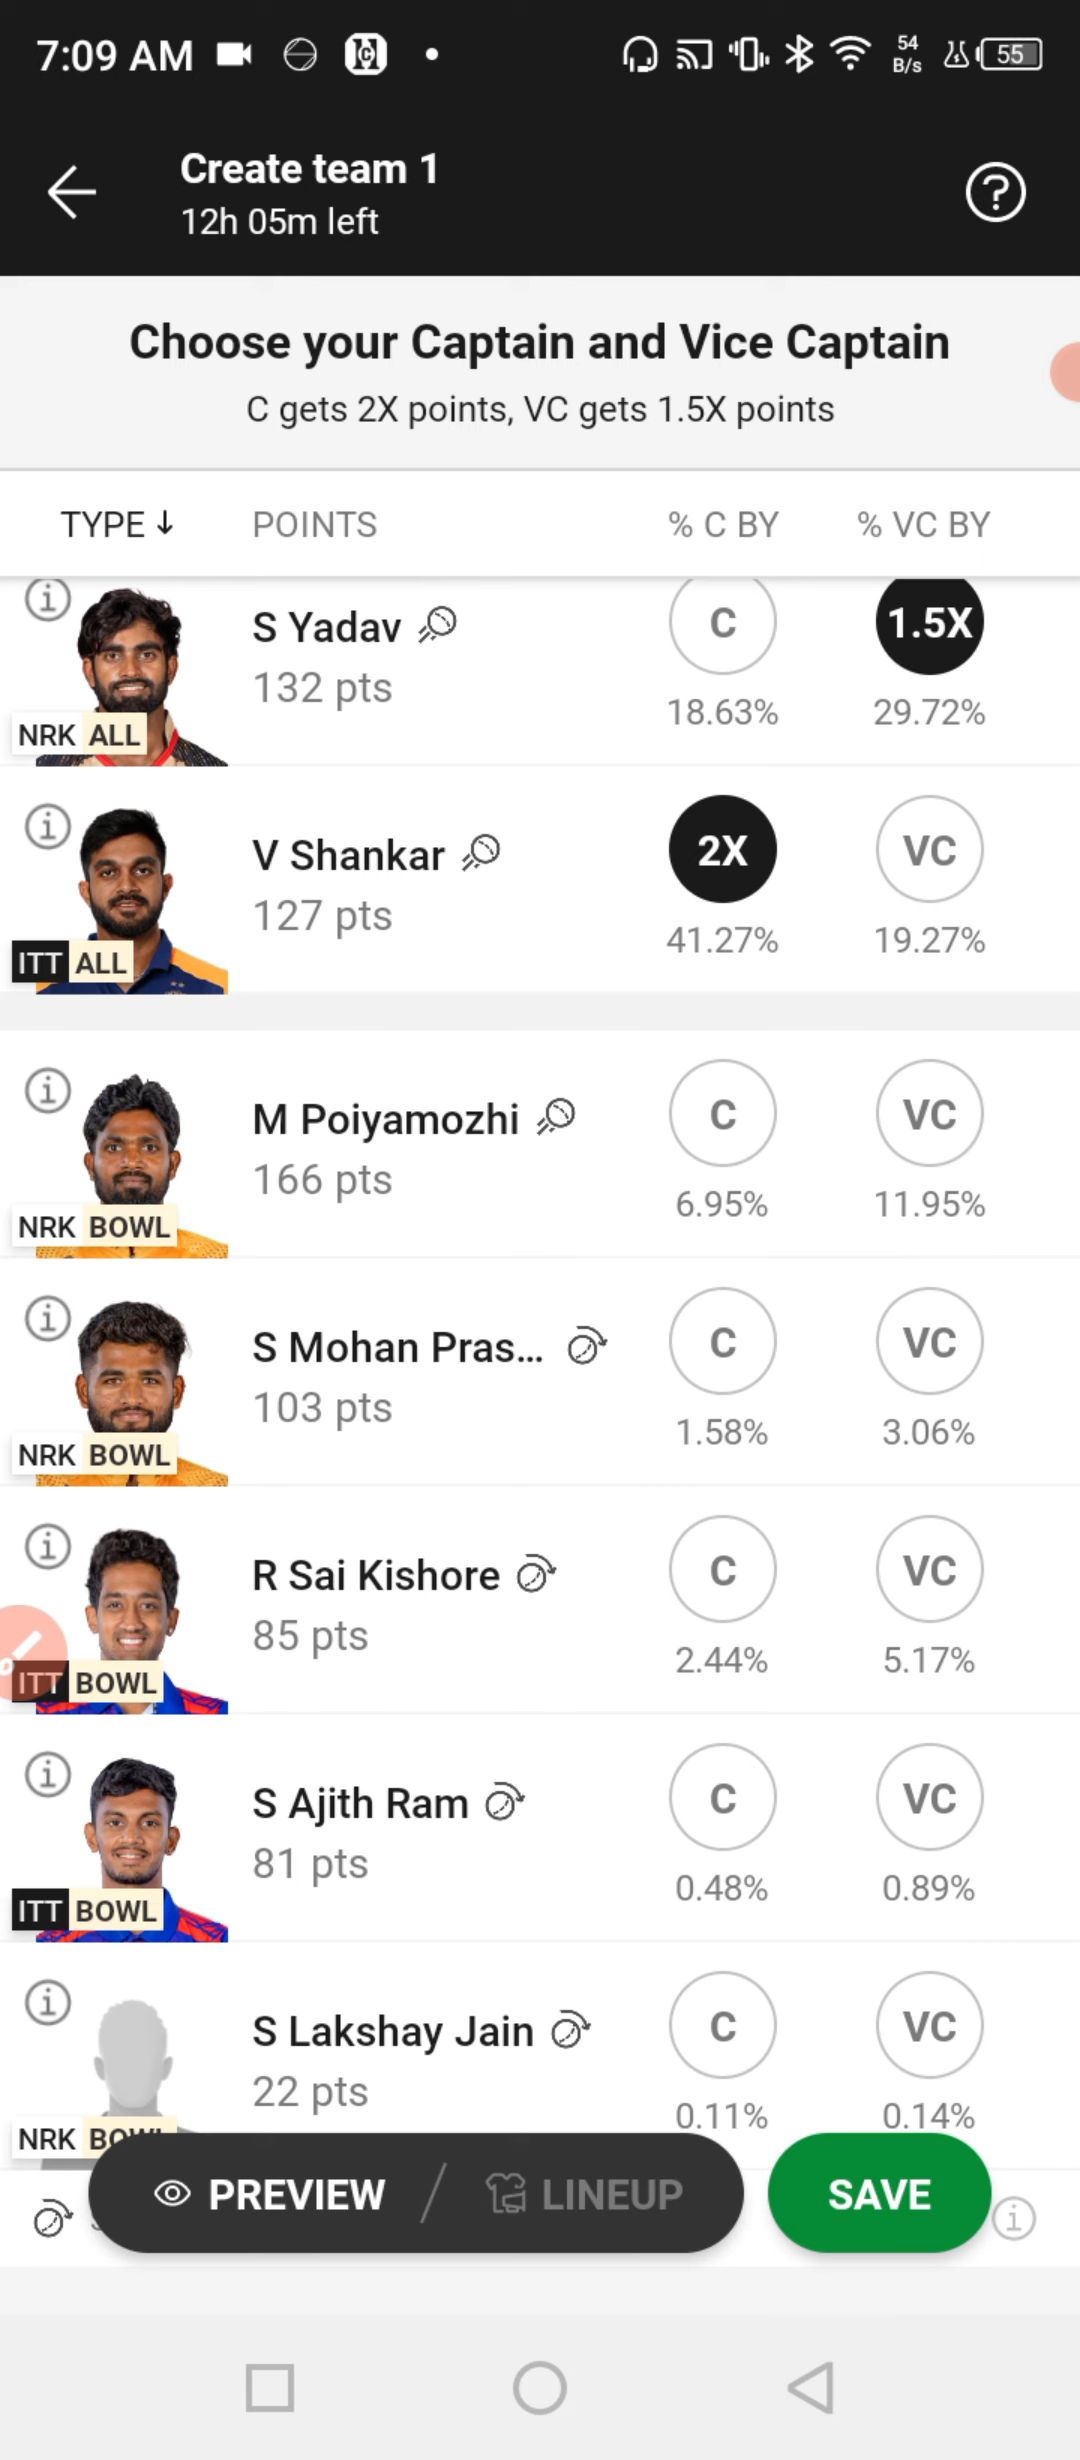 7:09 AM
54
B/s
55
Create team 1
12h 05m left
Choose your Captain and Vice Captain
C gets 2X points, VC gets 1.5X points
TYPE ↓ POINTS % C BY % VC BY
S Yadav C 1.5X
132 pts 18.63% 29.72%
NRK ALL
V Shankar 2X VC
127 pts 41.27% 19.27%
ITT ALL
M Poiyamozhi C VC
166 pts 6.95% 11.95%
NRK BOWL
S Mohan Pras... C VC
103 pts 1.58% 3.06%
NRK BOWL
R Sai Kishore C VC
85 pts 2.44% 5.17%
ITT BOWL
S Ajith Ram C VC
81 pts 0.48% 0.89%
ITT BOWL
S Lakshay Jain C VC
22 pts 0.11% 0.14%
NRK BOWL
PREVIEW / LINEUP SAVE